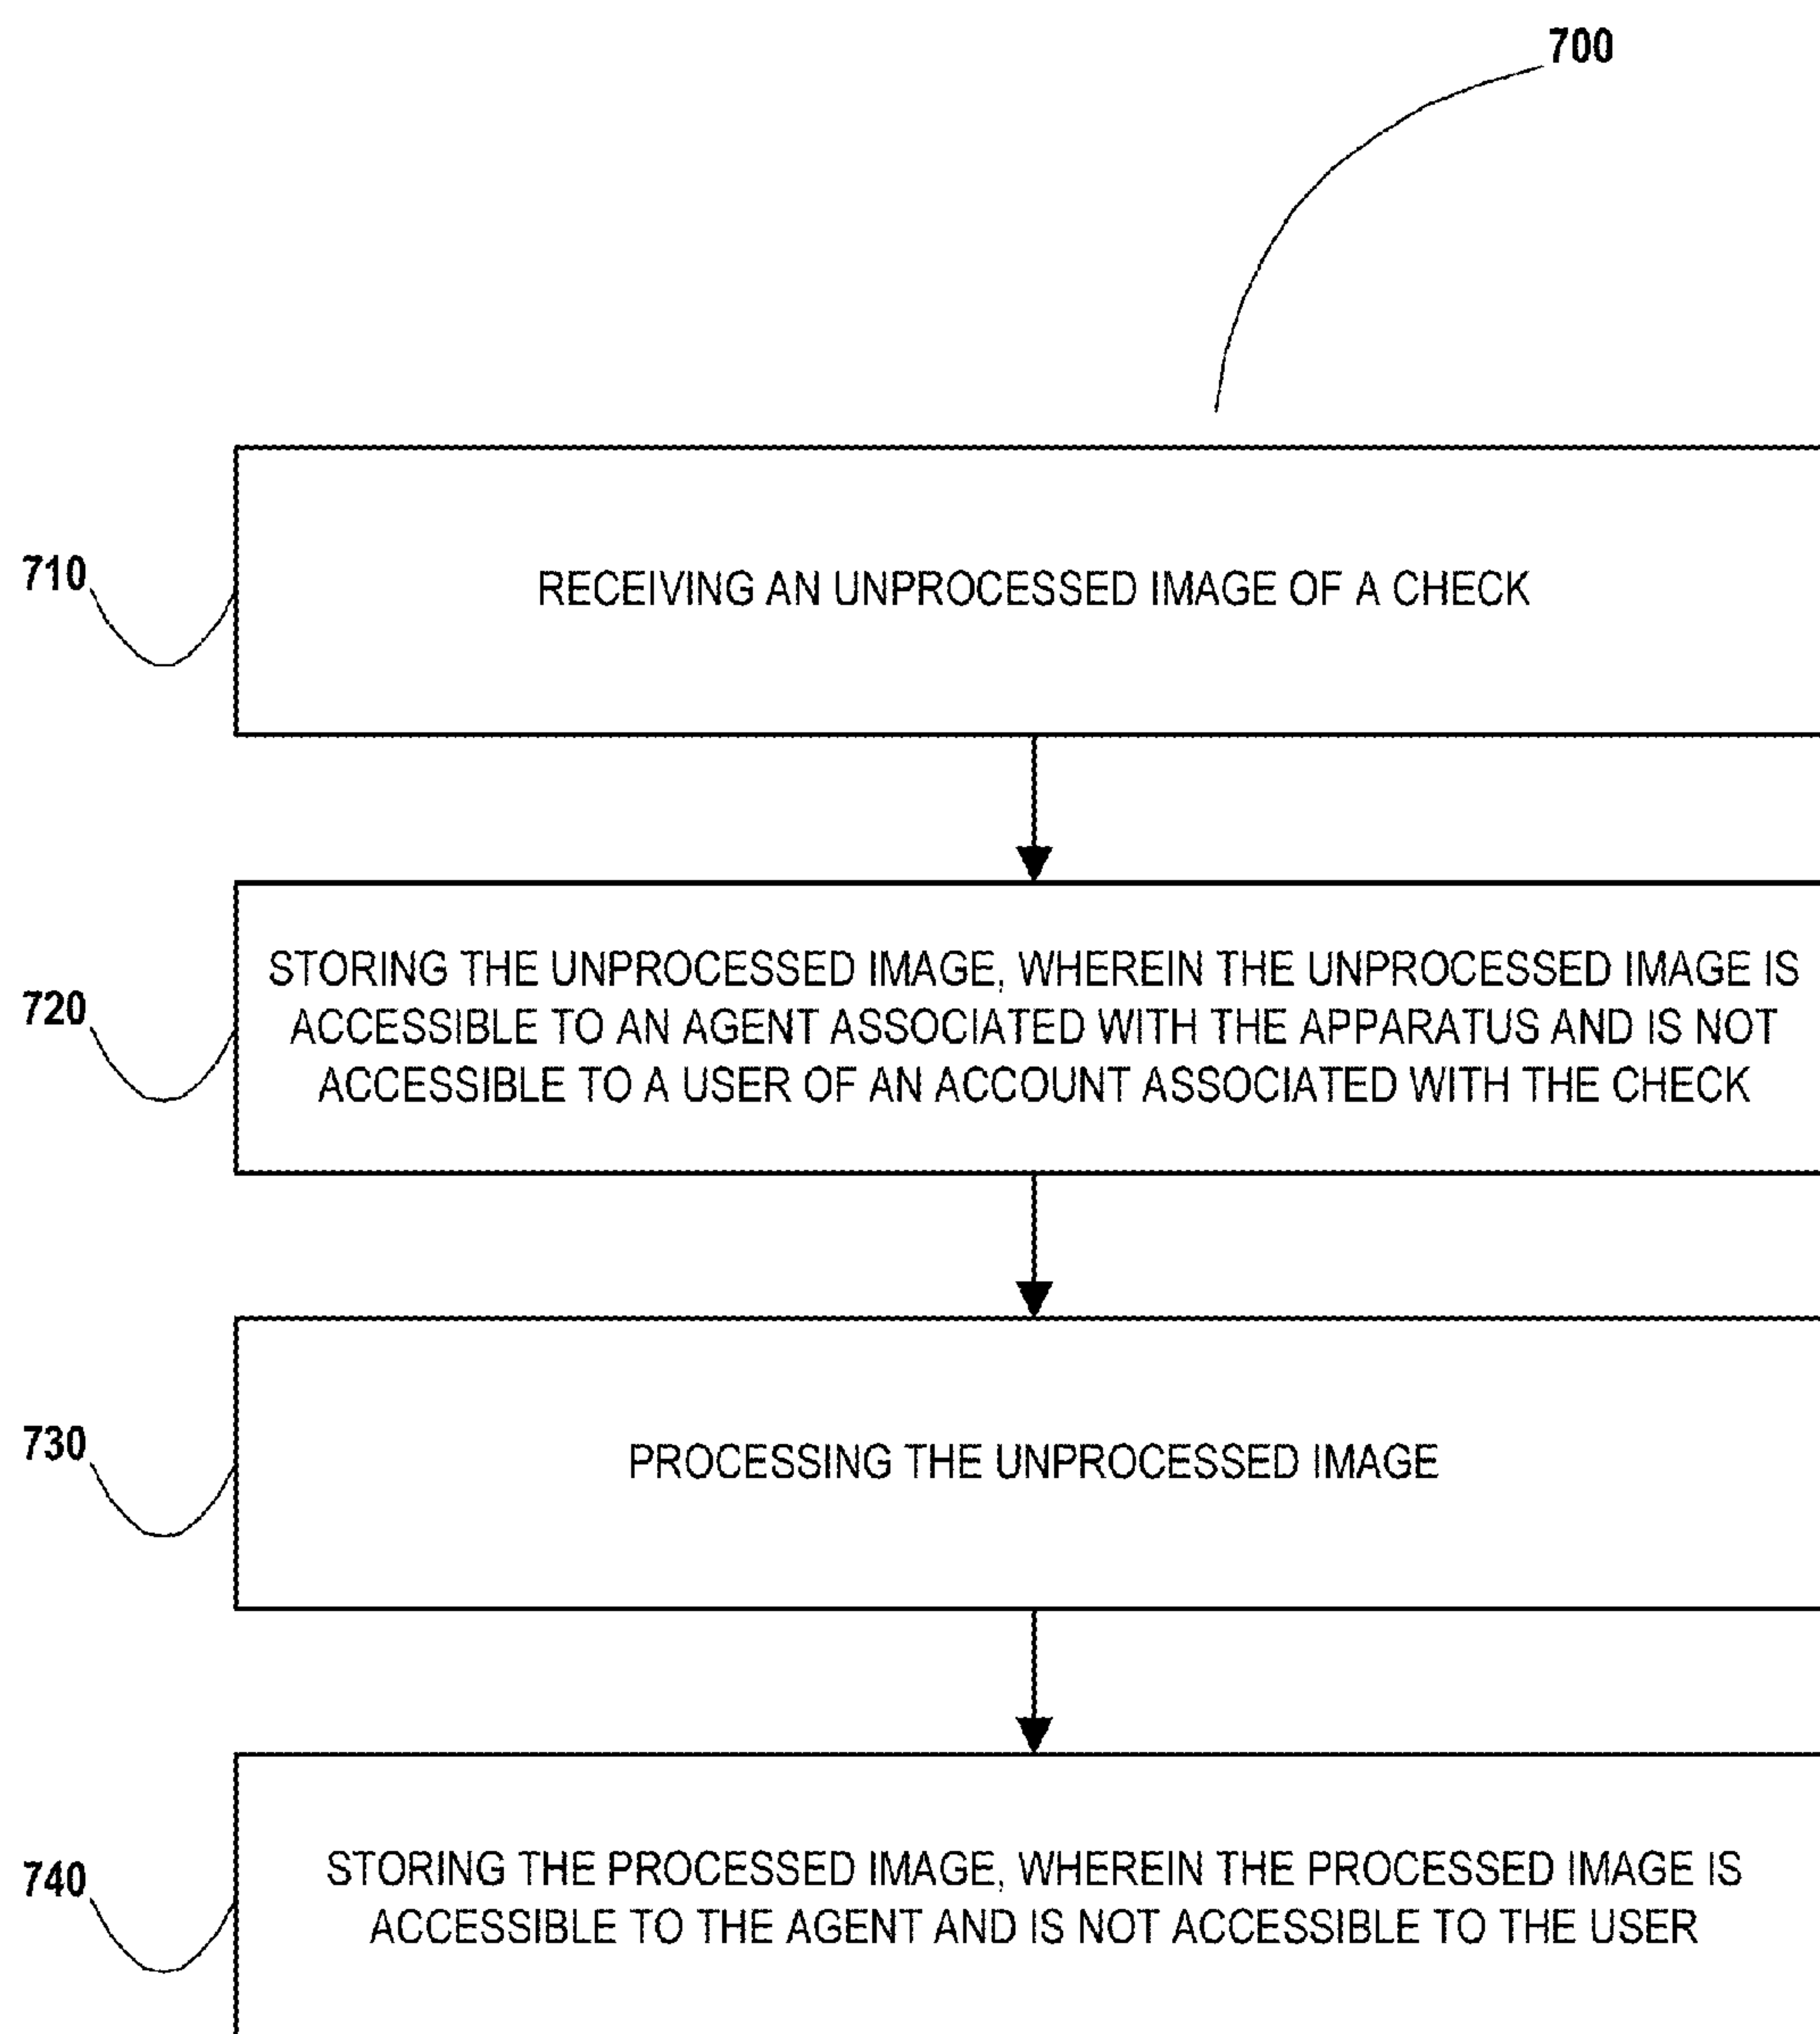 700
710
RECEIVING AN UNPROCESSED IMAGE OF A CHECK
720
STORING THE UNPROCESSED IMAGE, WHEREIN THE UNPROCESSED IMAGE IS
ACCESSIBLE TO AN AGENT ASSOCIATED WITH THE APPARATUS AND IS NOT
ACCESSIBLE TO A USER OF AN ACCOUNT ASSOCIATED WITH THE CHECK
730
PROCESSING THE UNPROCESSED IMAGE
740
STORING THE PROCESSED IMAGE, WHEREIN THE PROCESSED IMAGE IS
ACCESSIBLE TO THE AGENT AND IS NOT ACCESSIBLE TO THE USER